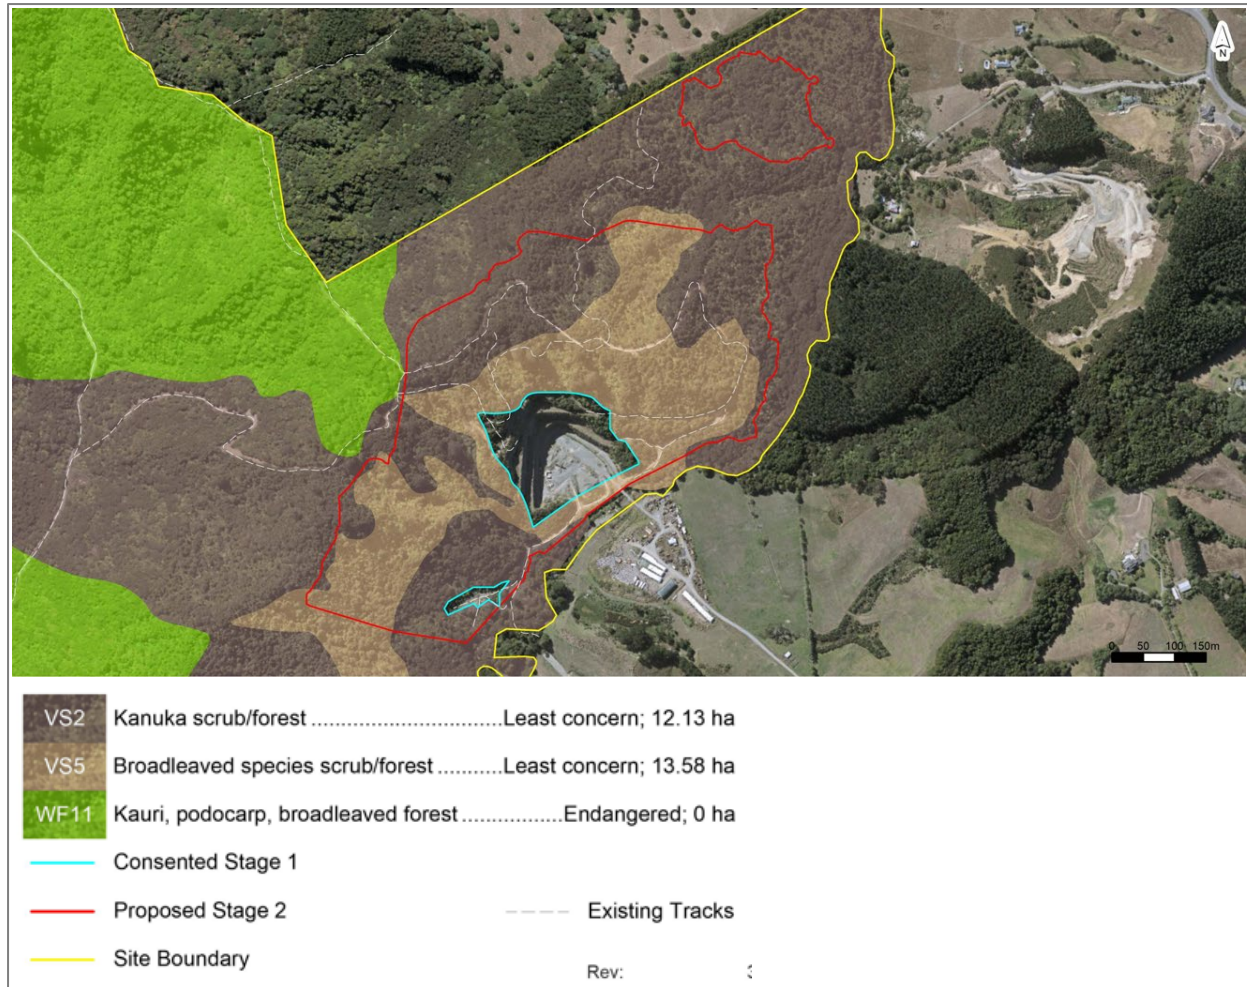 N
0 50 100 150m
VS2 Kanuka scrub/forest ................................Least concern; 12.13 ha
VS5 Broadleaved species scrub/forest ...........Least concern; 13.58 ha
WF11 Kauri, podocarp, broadleaved forest .................Endangered; 0 ha
Consented Stage 1
Proposed Stage 2
Existing Tracks
Site Boundary
Rev: